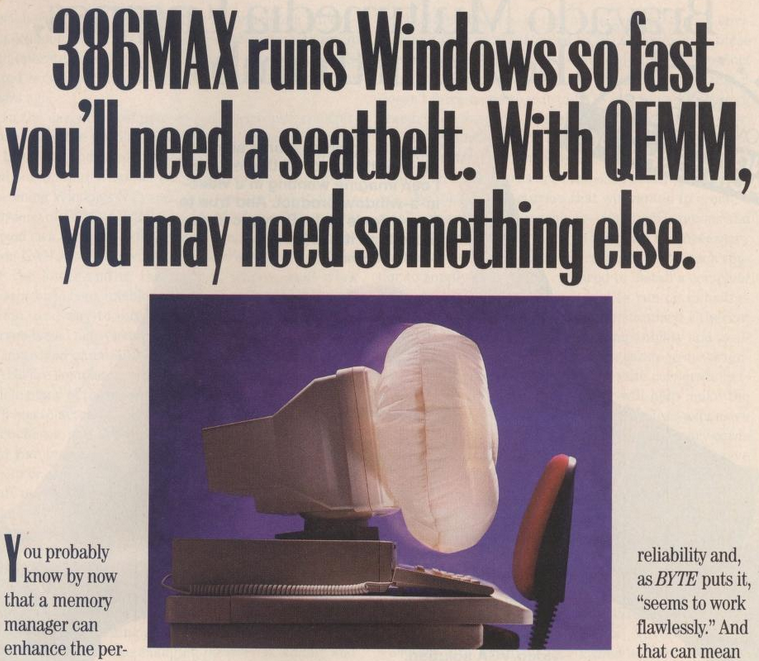 386MAX runs Windows so fast
you'll need a seatbelt. With QEMM,
you may need something else.
You probably
know by now
that a memory
manager can
enhance the per-
reliability and,
as BYTE puts it,
“seems to work
flawlessly.” And
that can mean